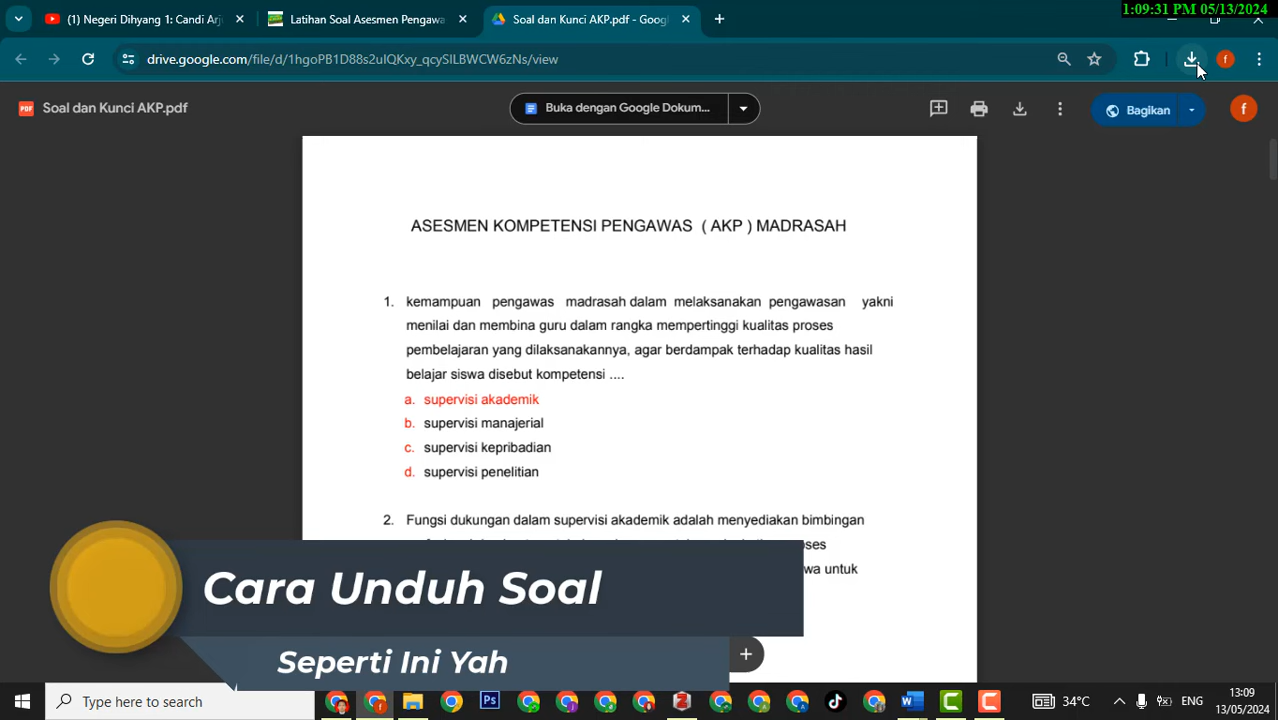 1:09:31 PM 05/13/2024
(1) Negeri Dihyang 1: Candi Arj
Latihan Soal Asesmen Pengawa
Soal dan Kunci AKP.pdf - Goog
drive.google.com/file/d/1hgoPB1D88s2uIQKxy_qcySILBWCW6zNs/view
f
PDF
Soal dan Kunci AKP.pdf
Buka dengan Google Dokum...
Bagikan
f
ASESMEN KOMPETENSI PENGAWAS ( AKP ) MADRASAH
1. kemampuan pengawas madrasah dalam melaksanakan pengawasan yakni
menilai dan membina guru dalam rangka mempertinggi kualitas proses
pembelajaran yang dilaksanakannya, agar berdampak terhadap kualitas hasil
belajar siswa disebut kompetensi ....
a. supervisi akademik
b. supervisi manajerial
c. supervisi kepribadian
d. supervisi penelitian
2. Fungsi dukungan dalam supervisi akademik adalah menyediakan bimbingan
untuk
Cara Unduh Soal
Seperti Ini Yah
Type here to search
Ps
34°C
ENG
13:09
13/05/2024